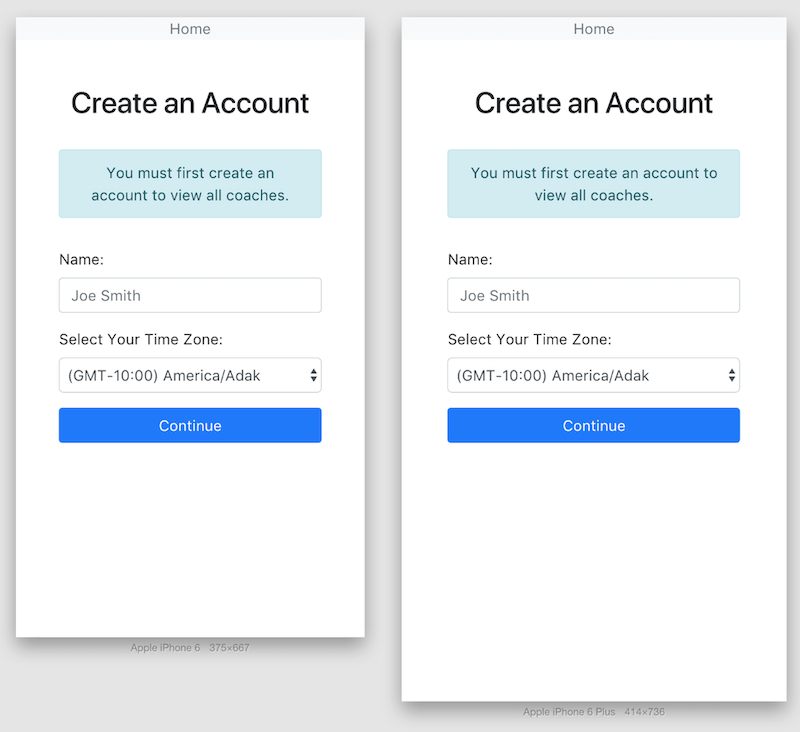 Home
Create an Account
You must first create an
account to view all coaches.
Name:
Joe Smith
Select Your Time Zone:
(GMT-10:00) America/Adak
Continue
Apple iPhone 6 375×667
Home
Create an Account
You must first create an account to
view all coaches.
Name:
Joe Smith
Select Your Time Zone:
(GMT-10:00) America/Adak
Continue
Apple iPhone 6 Plus 414×736